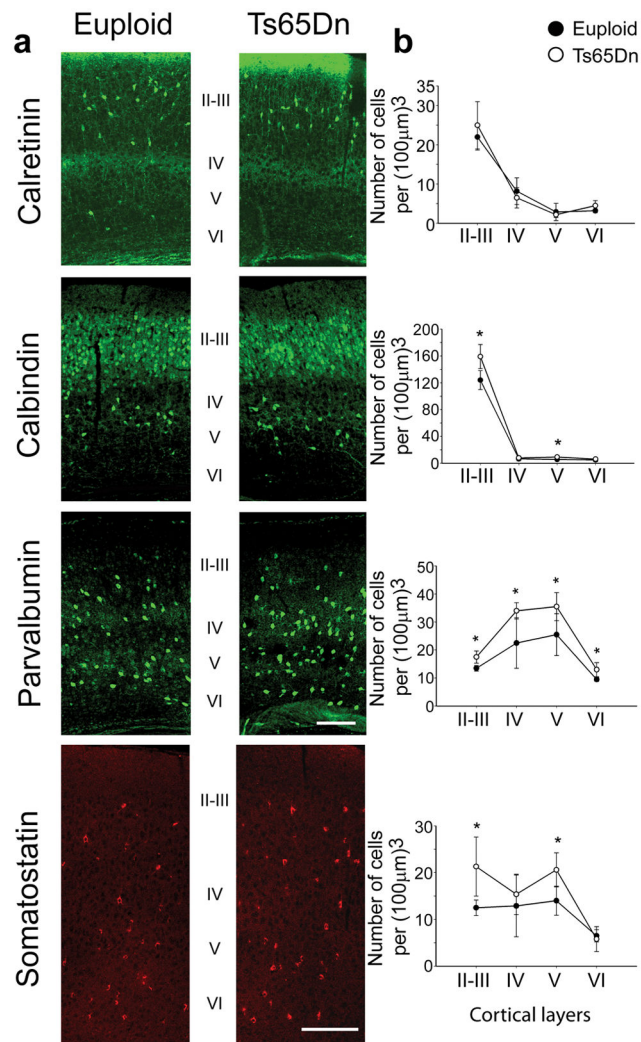 Euploid Ts65Dn
a
b
Euploid
Ts65Dn
Calretinin
II-III
IV
V
VI
Number of cells
per (100µm)3
35
25
20
15
10
5
0
II-III IV V VI
Calbindin
II-III
IV
V
VI
Number of cells
per (100µm)3
200
160
120
80
40
0
*
*
II-III IV V VI
Parvalbumin
II-III
IV
V
VI
Number of cells
per (100µm)3
50
40
30
20
10
0
*
*
*
*
II-III IV V VI
Somatostatin
II-III
IV
V
VI
Number of cells
per (100µm)3
30
20
10
0
*
*
II-III IV V VI
Cortical layers